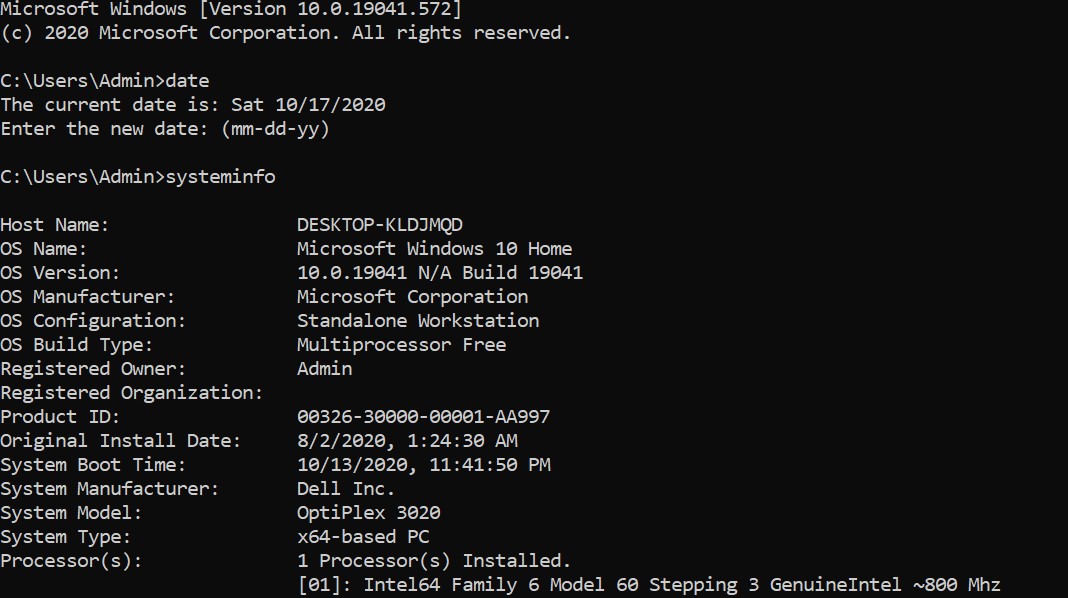 Microsoft Windows [Version 10.0.19041.572]
(c) 2020 Microsoft Corporation. All rights reserved.
C:\Users\Admin>date
The current date is: Sat 10/17/2020
Enter the new date: (mm-dd-yy)
C:\Users\Admin>systeminfo
Host Name: DESKTOP-KLDJMQD
OS Name: Microsoft Windows 10 Home
OS Version: 10.0.19041 N/A Build 19041
OS Manufacturer: Microsoft Corporation
OS Configuration: Standalone Workstation
OS Build Type: Multiprocessor Free
Registered Owner: Admin
Registered Organization:
Product ID: 00326-30000-00001-AA997
Original Install Date: 8/2/2020, 1:24:30 AM
System Boot Time: 10/13/2020, 11:41:50 PM
System Manufacturer: Dell Inc.
System Model: OptiPlex 3020
System Type: x64-based PC
Processor(s): 1 Processor(s) Installed.
[01]: Intel64 Family 6 Model 60 Stepping 3 GenuineIntel ~800 Mhz